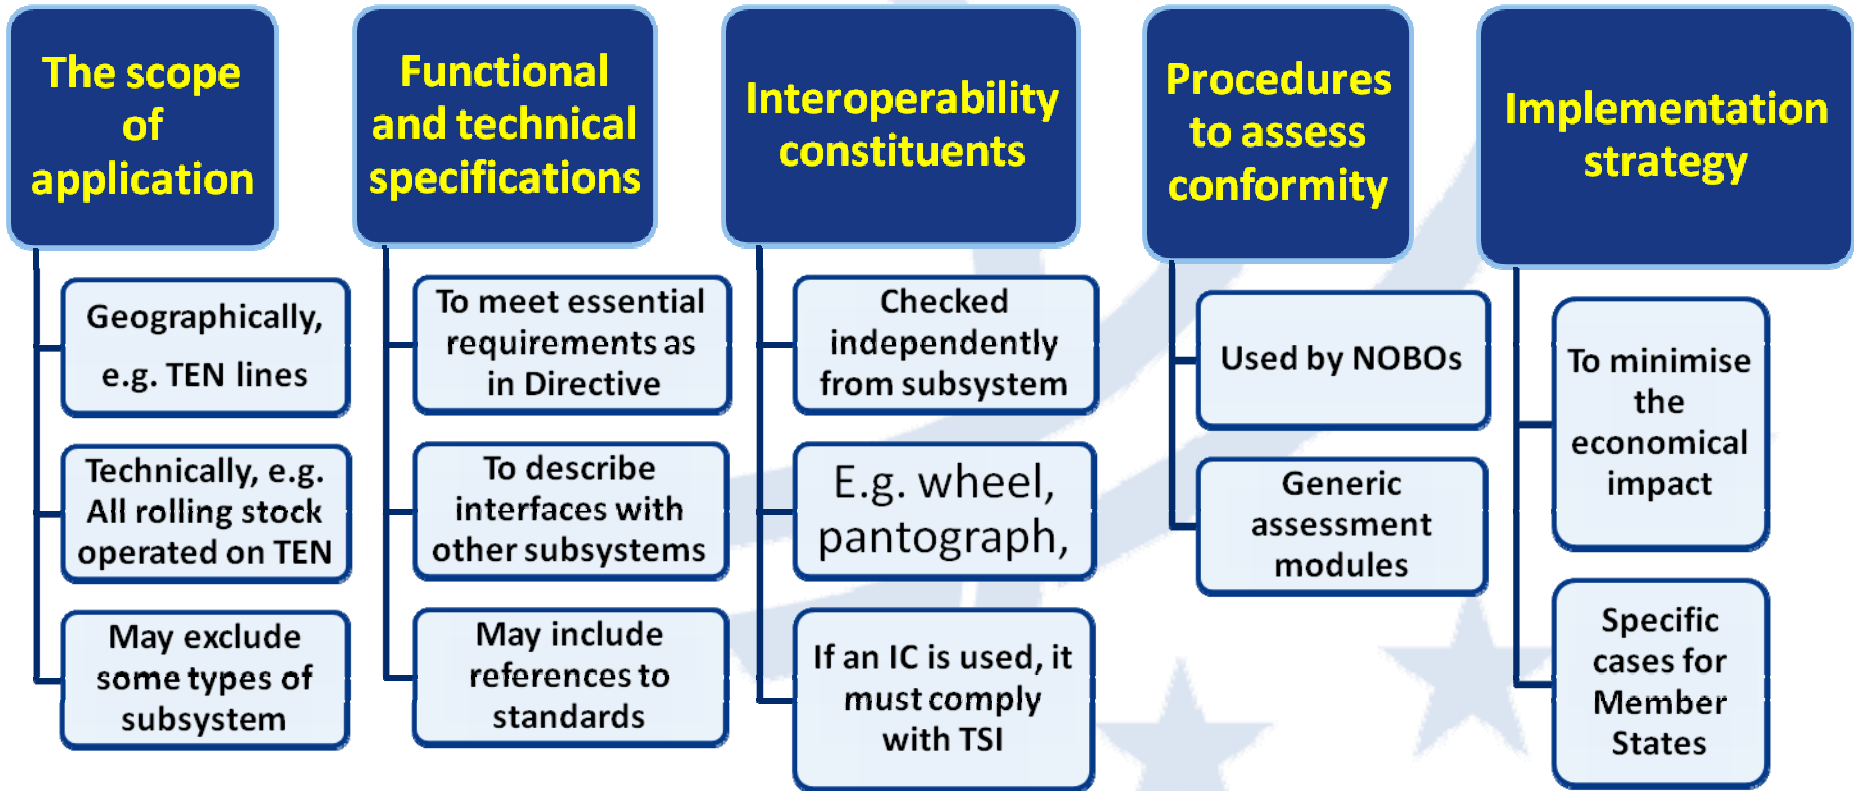 The scope
of
application
Geographically,
e.g. TEN lines
Technically, e.g.
All rolling stock
operated on TEN
May exclude
some types of
subsystem
Functional
and technical
specifications
To meet essential
requirements as
in Directive
To describe
interfaces with
other subsystems
May include
references to
standards
Interoperability
constituents
Checked
independently
from subsystem
E.g. wheel,
pantograph,
If an IC is used, it
must comply
with TSI
Procedures
to assess
conformity
Used by NOBOs
Generic
assessment
modules
Implementation
strategy
To minimise
the
economical
impact
Specific
cases for
Member
States